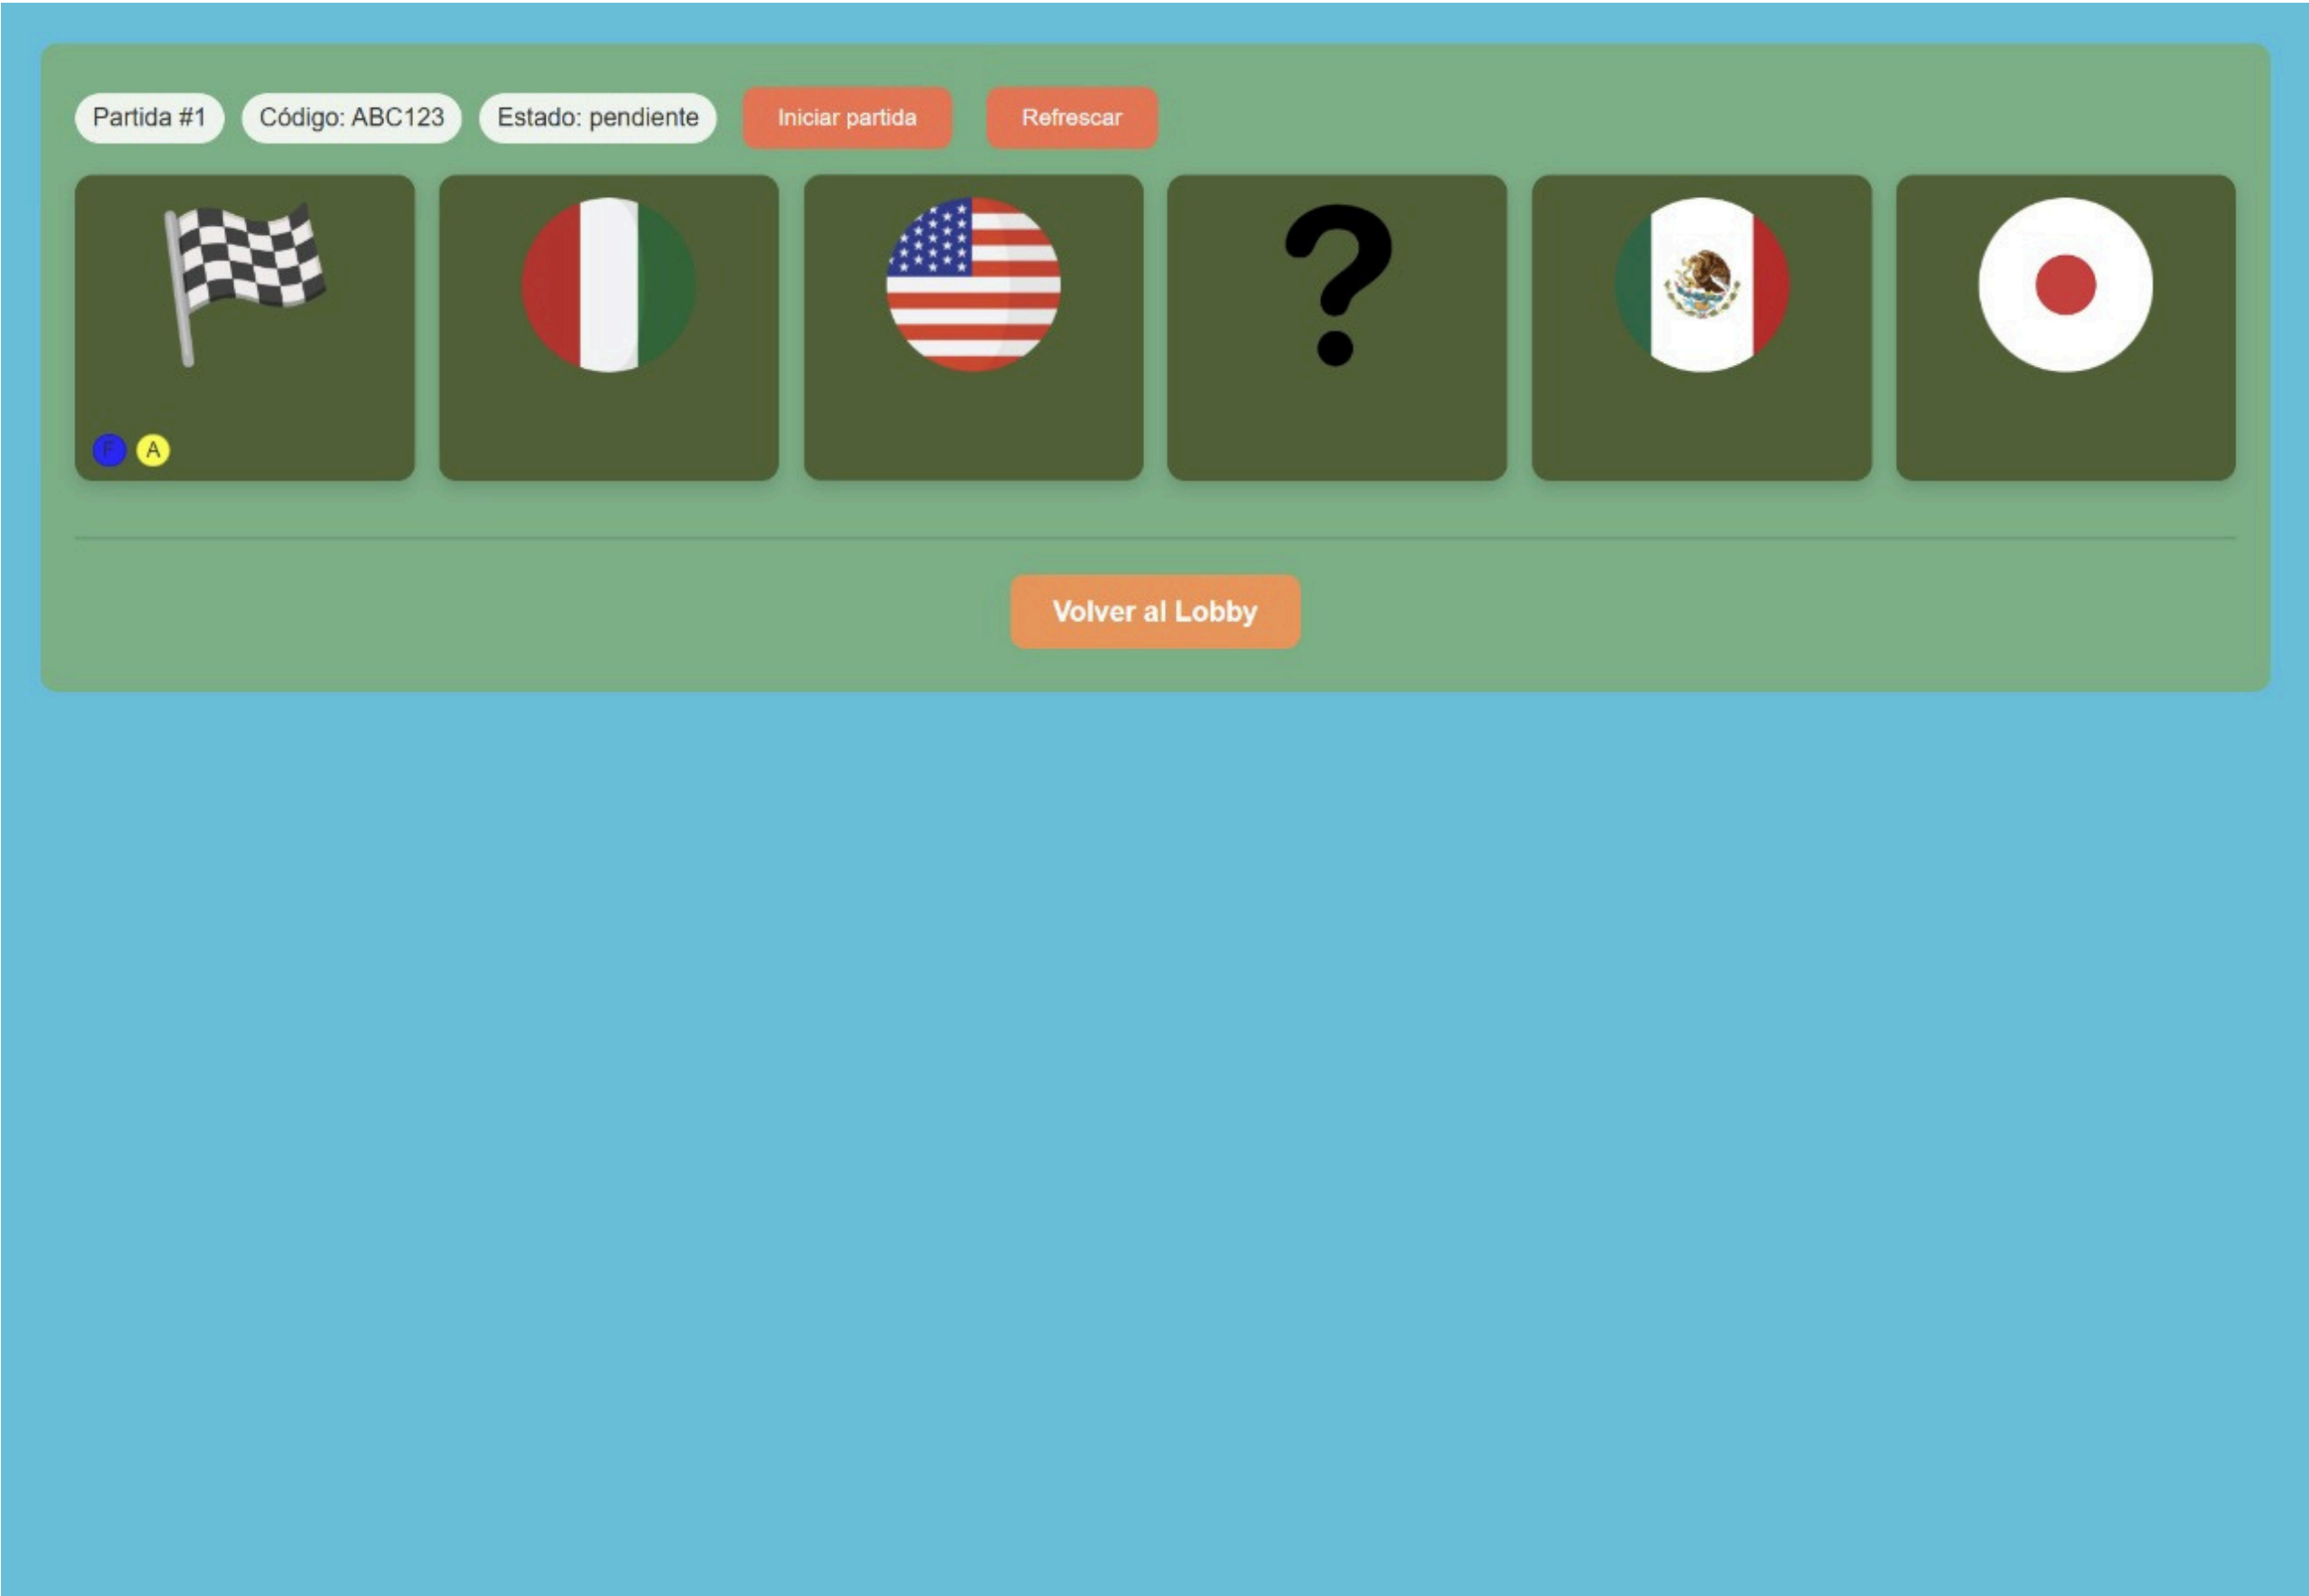 Partida #1 Código: ABC123 Estado: pendiente Iniciar partida Refrescar
?
F A
Volver al Lobby